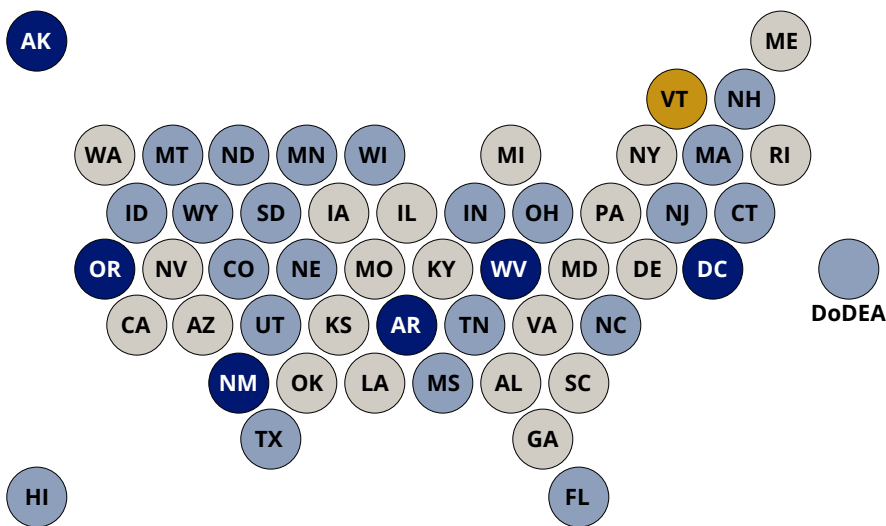 AK ME
VT NH
WA MT ND MN WI MI NY MA RI
ID WY SD IA IL IN OH PA NJ CT
OR NV CO NE MO KY WV MD DE DC
DoDEA
CA AZ UT KS AR TN VA NC
NM OK LA MS AL SC
TX GA
HI FL